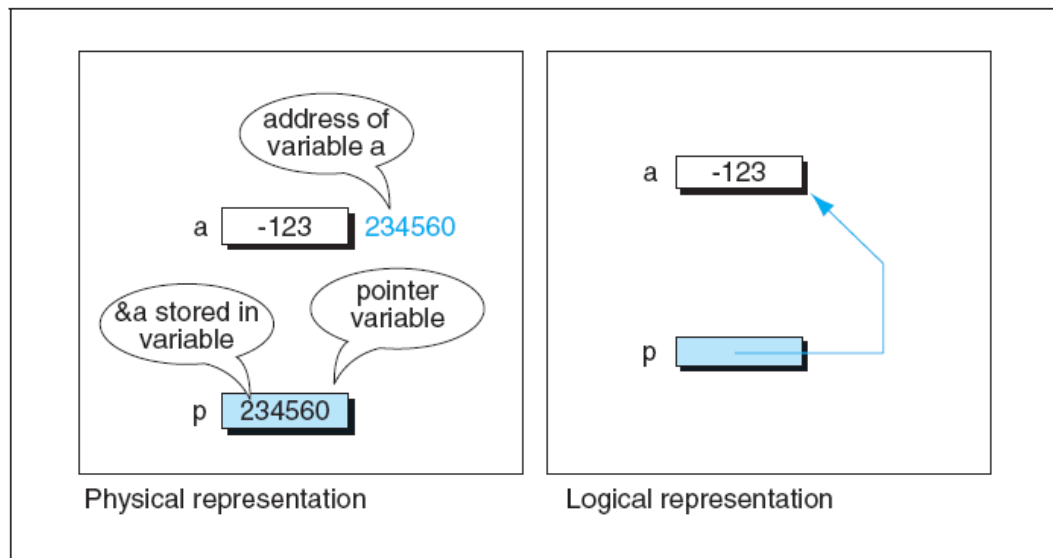 address of
variable a
a
-123
234560
&a stored in
variable
pointer
variable
p
234560
Physical representation
a
-123
p
Logical representation